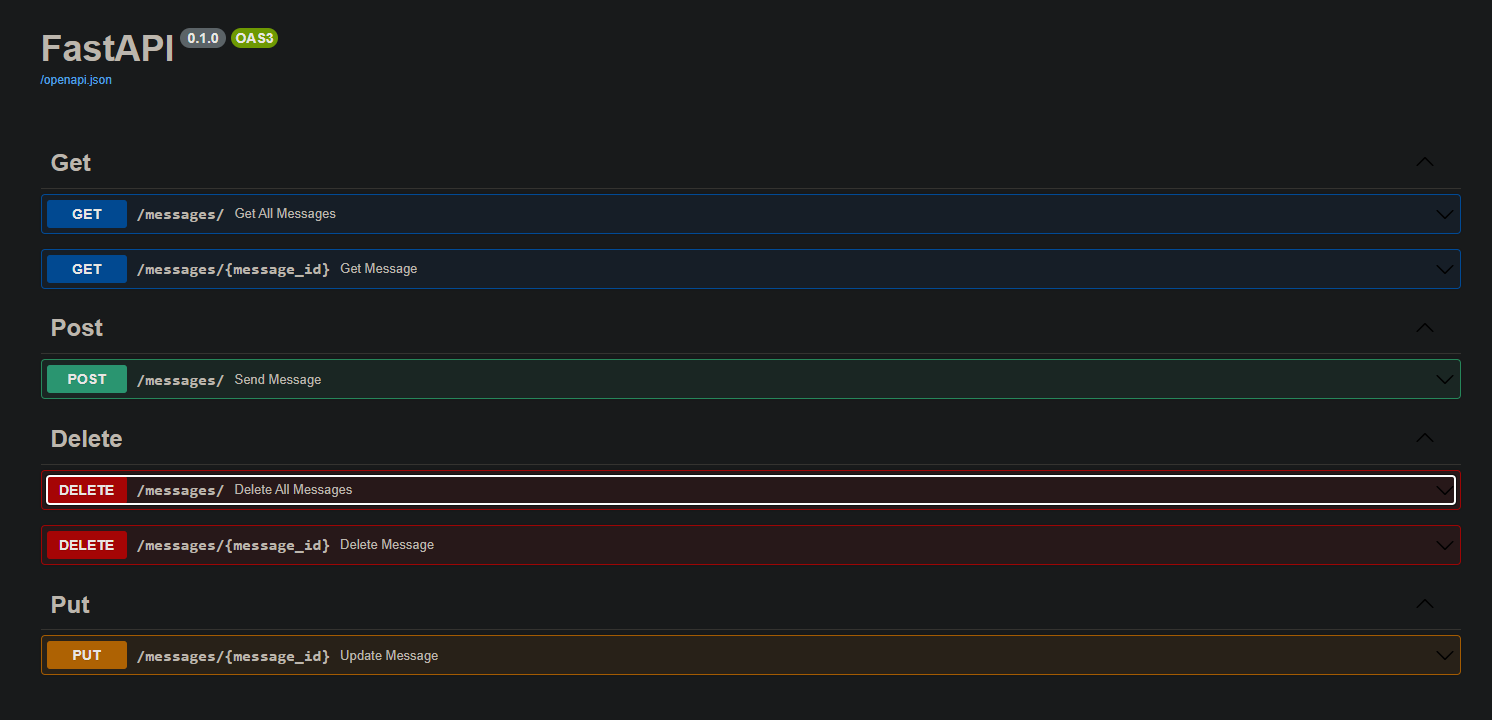 FastAPI 0.1.0 OAS3
/openapi.json
Get
GET /messages/ Get All Messages
GET /messages/{message_id} Get Message
Post
POST /messages/ Send Message
Delete
DELETE /messages/ Delete All Messages
DELETE /messages/{message_id} Delete Message
Put
PUT /messages/{message_id} Update Message